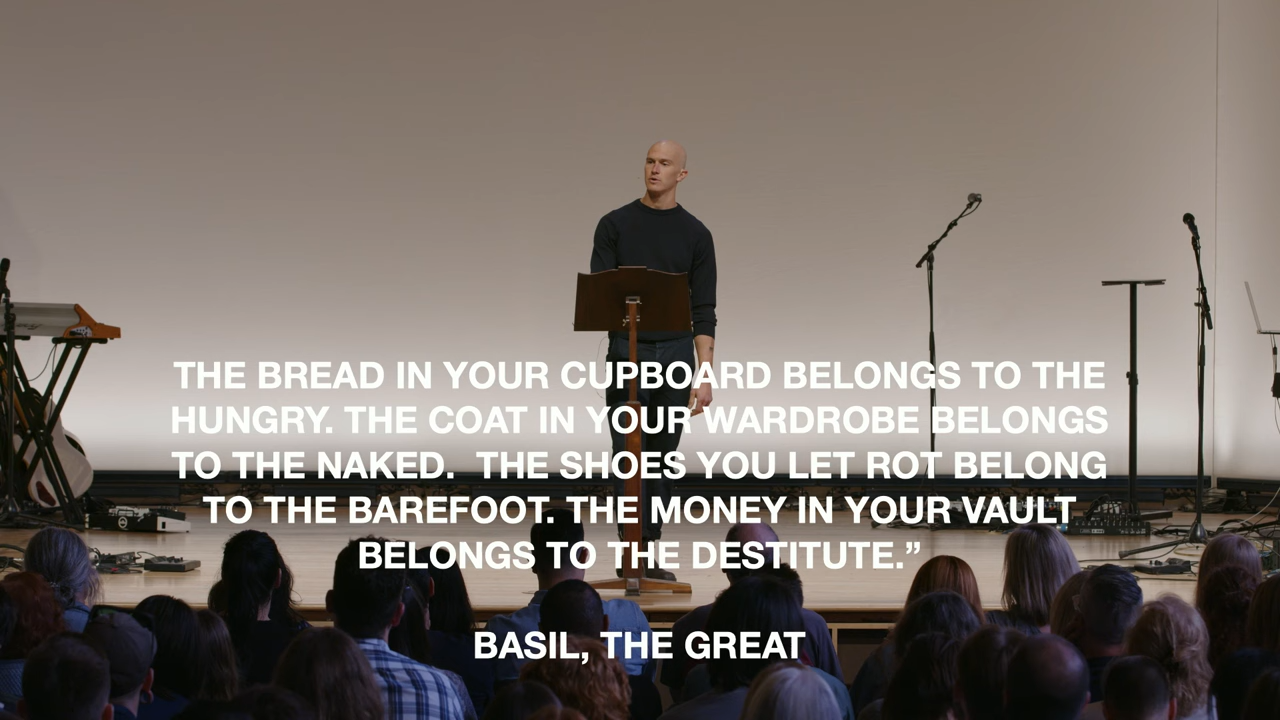 THE BREAD IN YOUR CUPBOARD BELONGS TO THE
HUNGRY. THE COAT IN YOUR WARDROBE BELONGS
TO THE NAKED.  THE SHOES YOU LET ROT BELONG
TO THE BAREFOOT. THE MONEY IN YOUR VAULT
BELONGS TO THE DESTITUTE.”
BASIL, THE GREAT